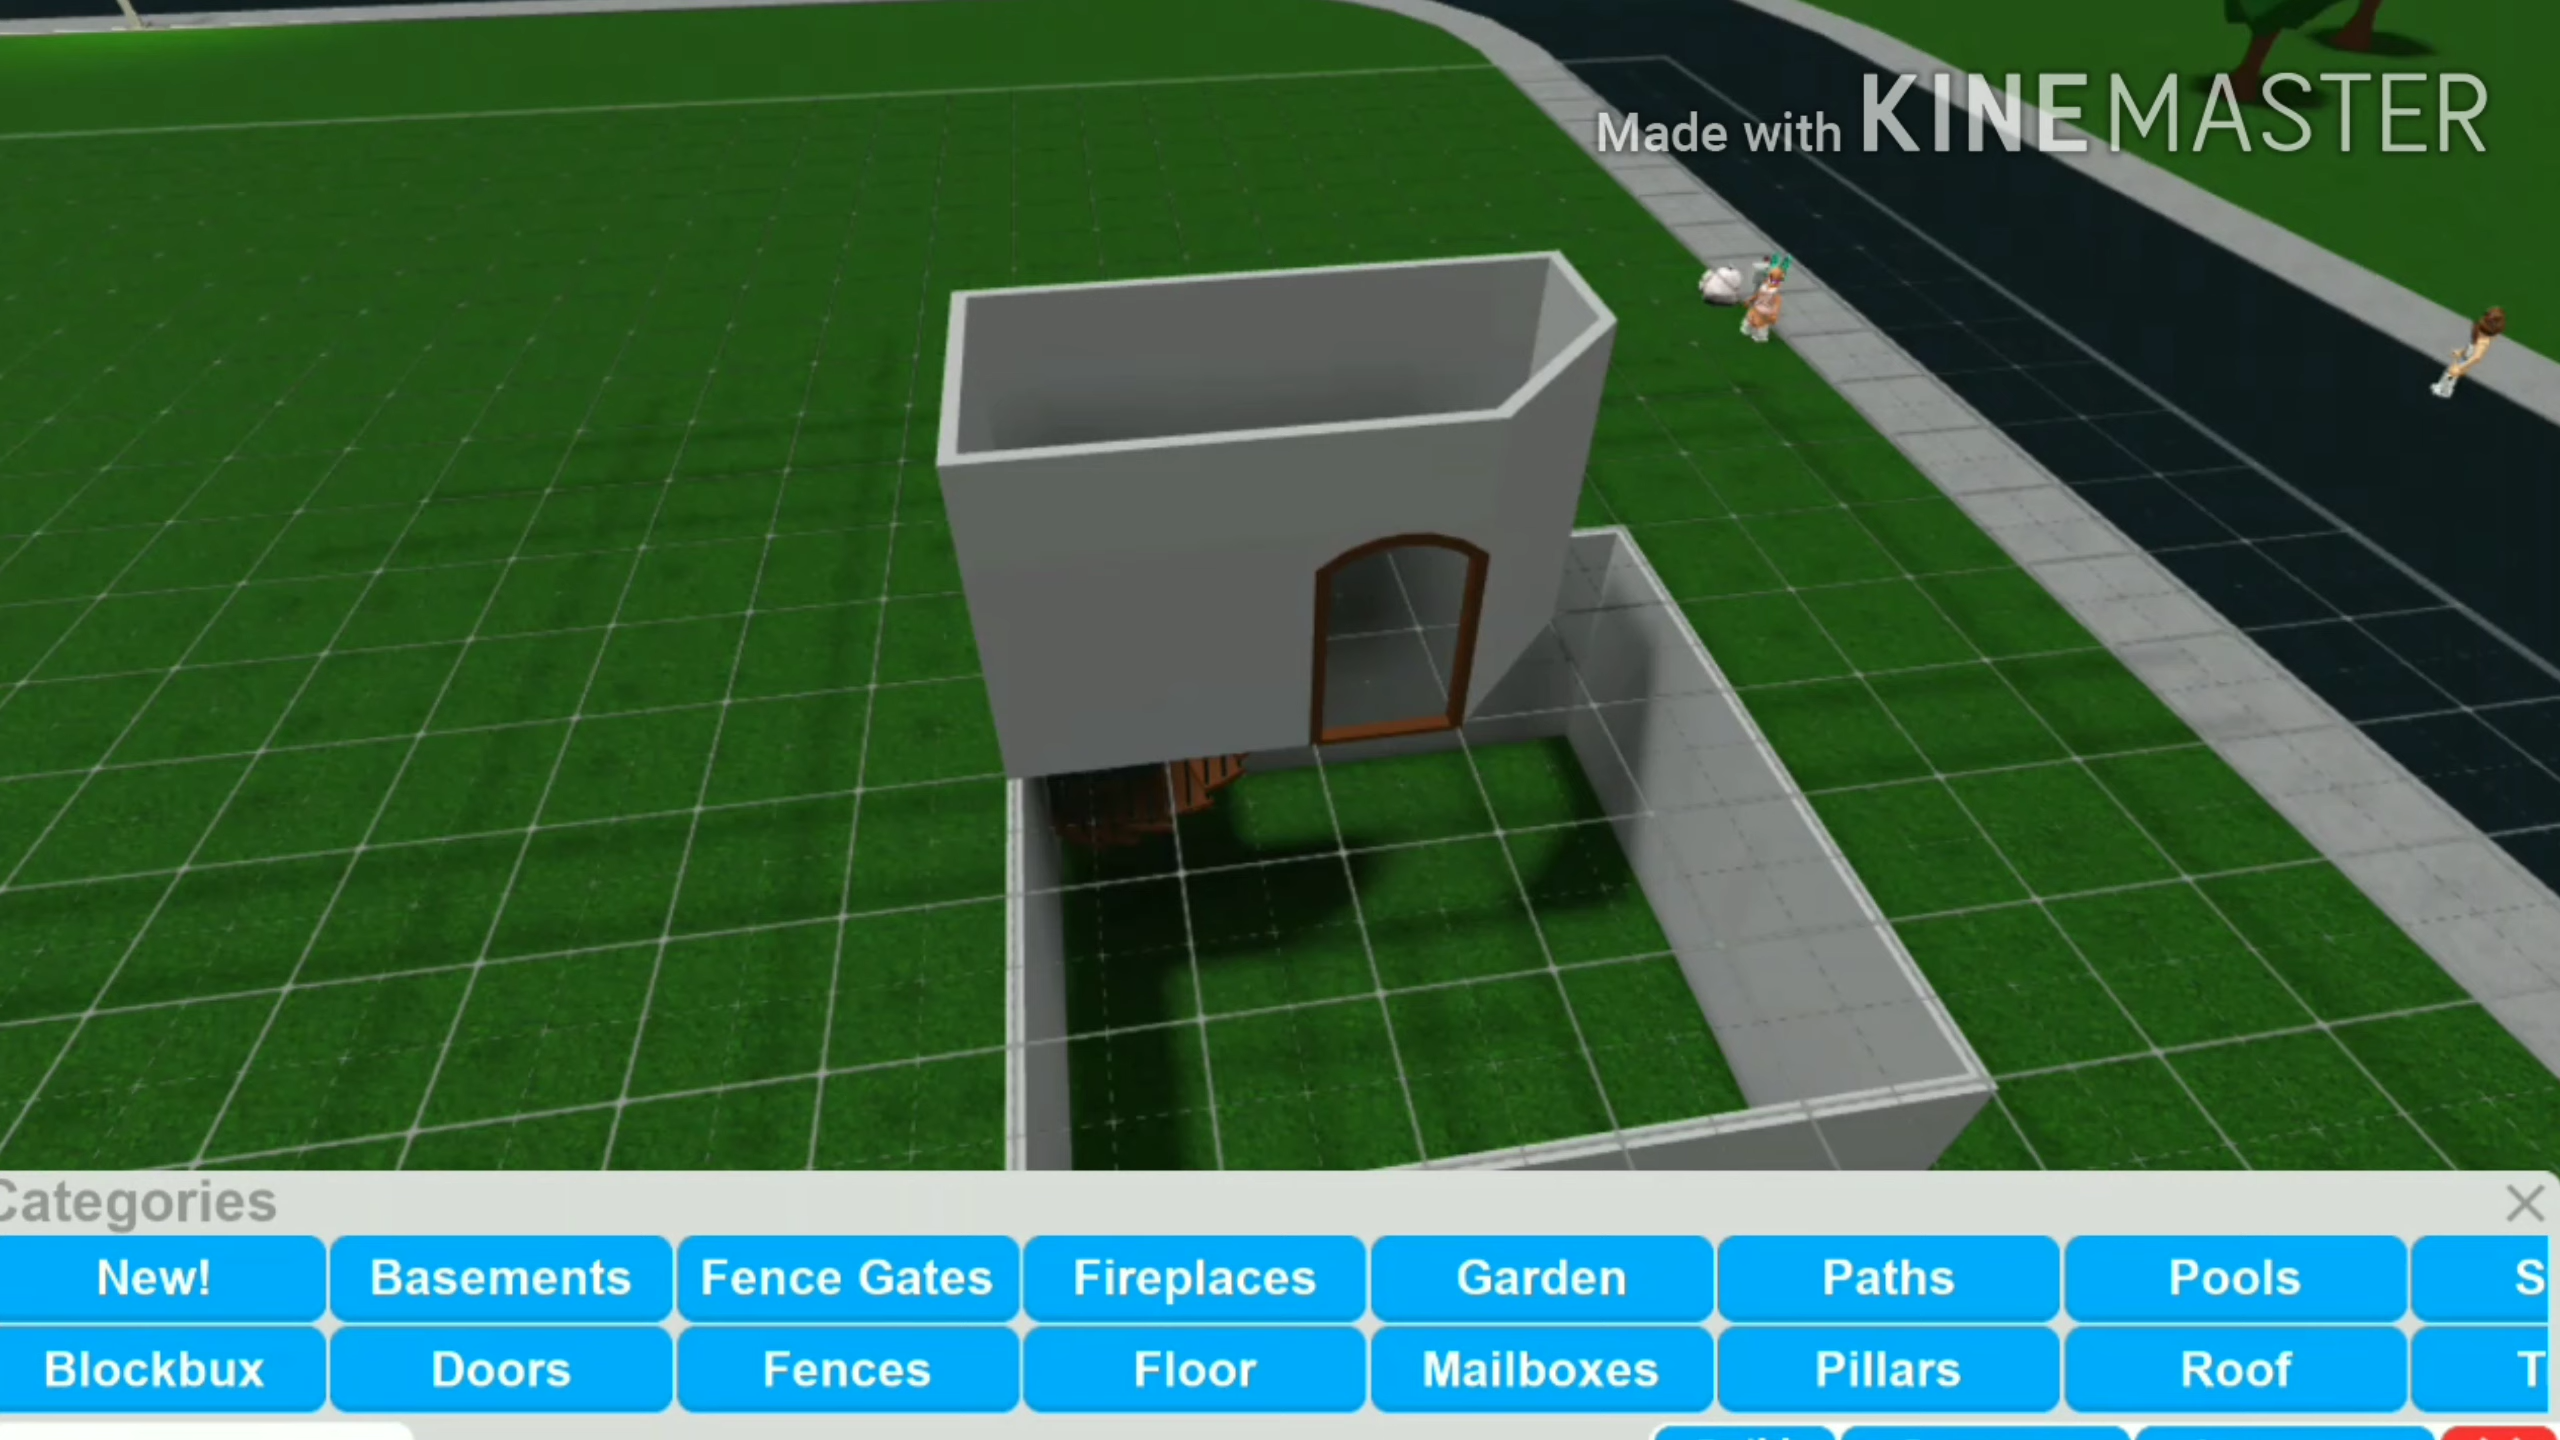 Made with KINEMASTER
Categories
New! Basements Fence Gates Fireplaces Garden Paths Pools S
Blockbux Doors Fences Floor Mailboxes Pillars Roof T